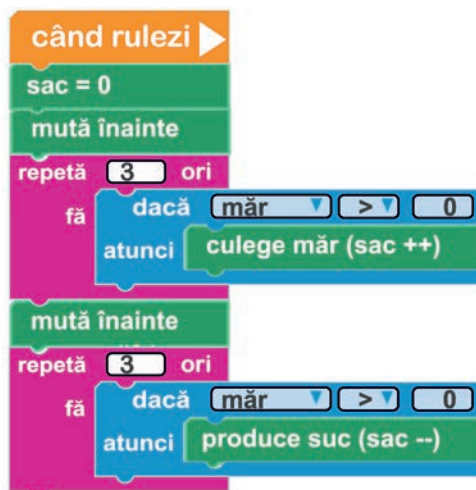 când rulezi
sac = 0
mută înainte
repetă 3 ori
fă dacă măr > 0
atunci culege măr (sac ++)
mută înainte
repetă 3 ori
fă dacă măr > 0
atunci produce suc (sac --)